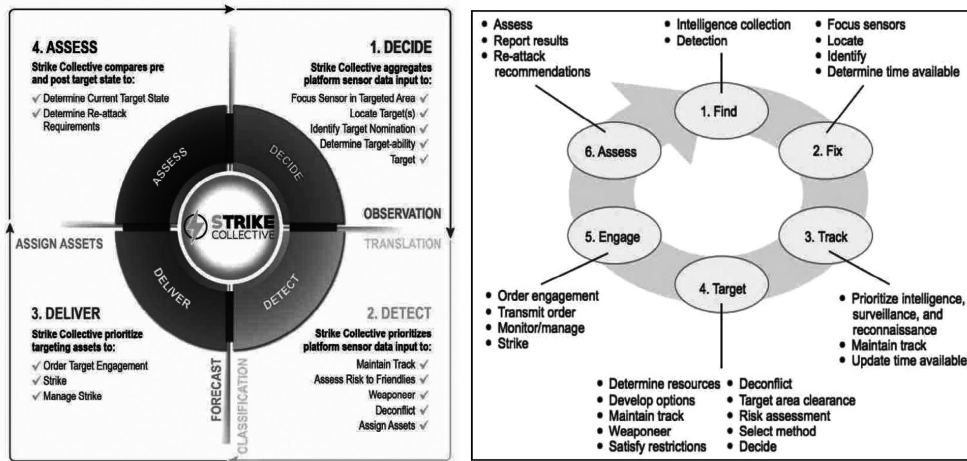 4. ASSESS
Strike Collective compares pre
and post target state to:
✓ Determine Current Target State
✓ Determine Re-attack
Requirements
1. DECIDE
Strike Collective aggregates
platform sensor data input to:
Focus Sensor in Targeted Area ✓
Locate Target(s) ✓
Identify Target Nomination ✓
Determine Target-ability ✓
Target ✓
ASSESS
DECIDE
STRIKE
COLLECTIVE
DELIVER
DETECT
OBSERVATION
TRANSLATION
ASSIGN ASSETS
FORECAST
CLASSIFICATION
3. DELIVER
Strike Collective prioritize
targeting assets to:
✓ Order Target Engagement
✓ Strike
✓ Manage Strike
2. DETECT
Strike Collective prioritizes
platform sensor data input to:
Maintain Track ✓
Assess Risk to Friendlies ✓
Weaponeer ✓
Deconflict ✓
Assign Assets ✓
• Assess
• Report results
• Re-attack
recommendations
• Intelligence collection
• Detection
• Focus sensors
• Locate
• Identify
• Determine time available
1. Find
2. Fix
3. Track
4. Target
5. Engage
6. Assess
• Order engagement
• Transmit order
• Monitor/manage
• Strike
• Prioritize intelligence,
surveillance, and
reconnaissance
• Maintain track
• Update time available
• Determine resources
• Develop options
• Maintain track
• Weaponeer
• Satisfy restrictions
• Deconflict
• Target area clearance
• Risk assessment
• Select method
• Decide